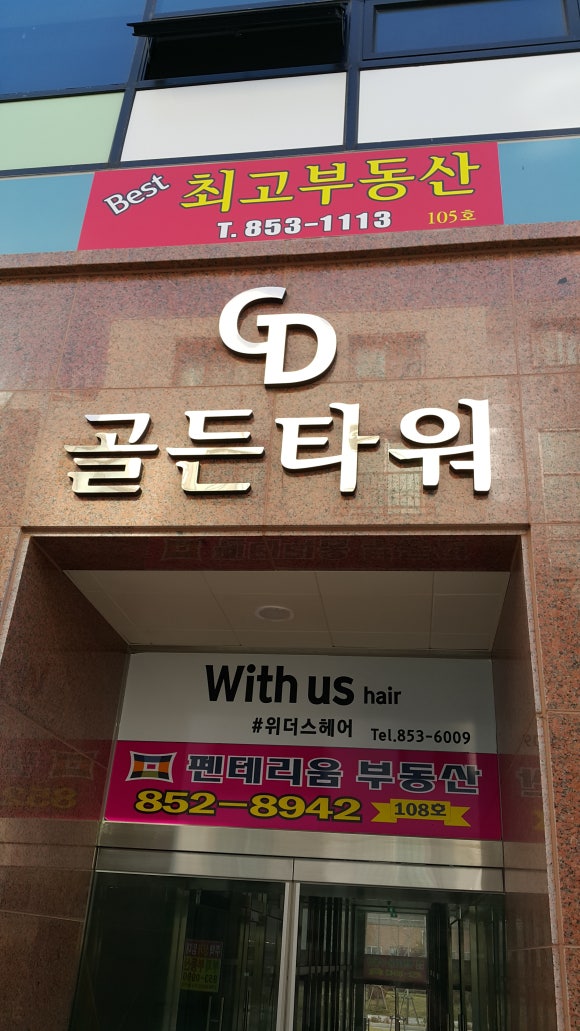 Best 최고부동산
T. 853-1113 105호
GD
골든타워
With us hair
#위더스헤어 Tel.853-6009
펜테리움 부동산
852-8942 108호